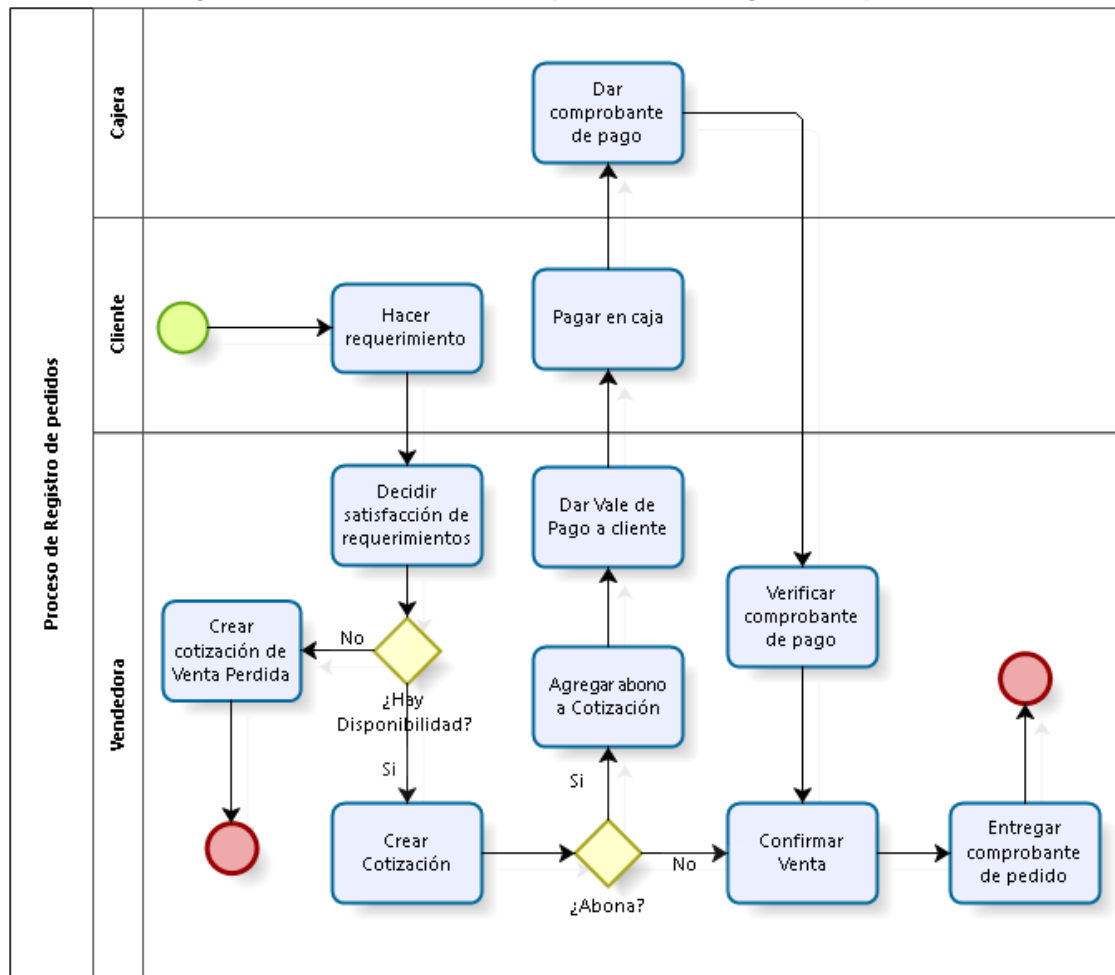 Proceso de Registro de pedidos
Cajera
Dar
comprobante
de pago
Cliente
Hacer
requerimiento
Pagar en caja
Vendedora
Decidir
satisfacción de
requerimientos
Dar Vale de
Pago a cliente
Verificar
comprobante
de pago
Crear
cotización de
Venta Perdida
No
¿Hay
Disponibilidad?
Agregar abono
a Cotización
Si
Si
Crear
Cotización
¿Abona?
No
Confirmar
Venta
Entregar
comprobante
de pedido